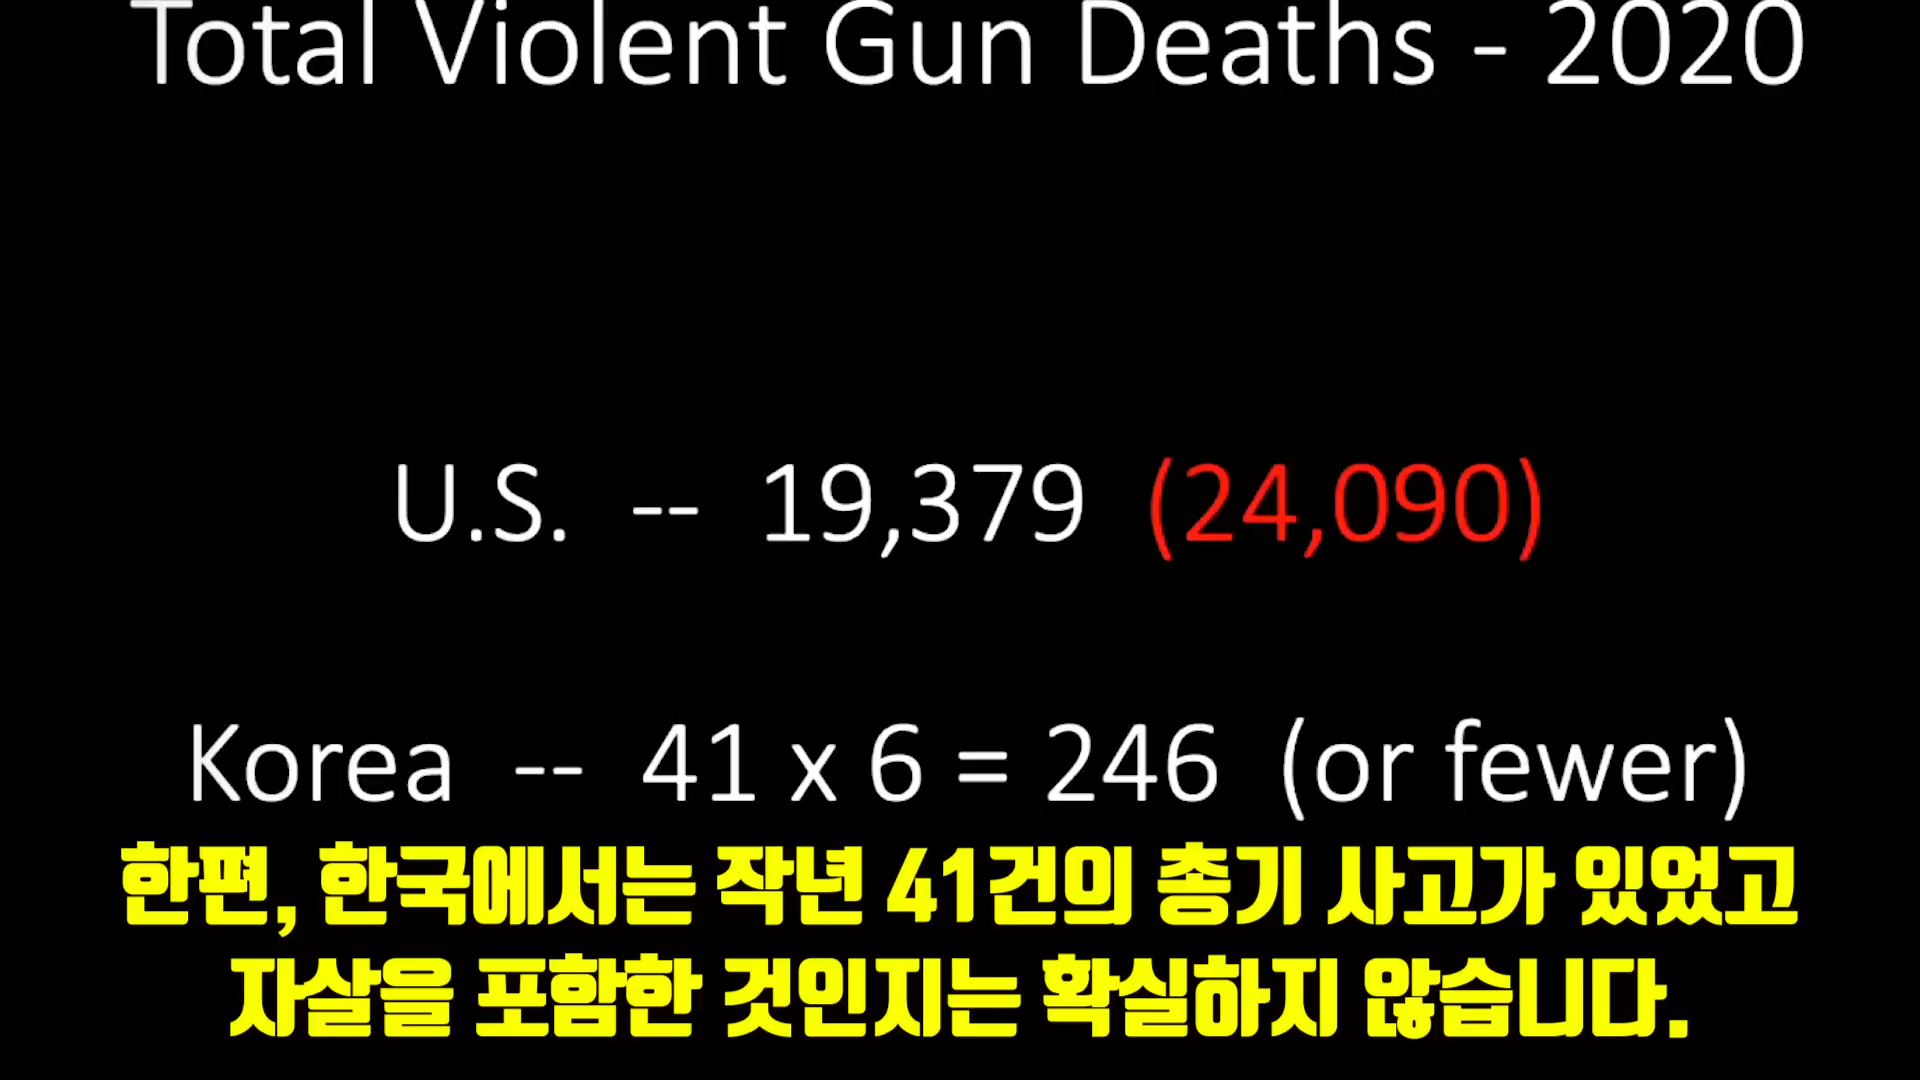 Total Violent Gun Deaths - 2020
U.S. -- 19,379 (24,090)
Korea -- 41 x 6 = 246 (or fewer)
한편, 한국에서는 작년 41건의 총기 사고가 있었고
자살을 포함한 것인지는 확실하지 않습니다.